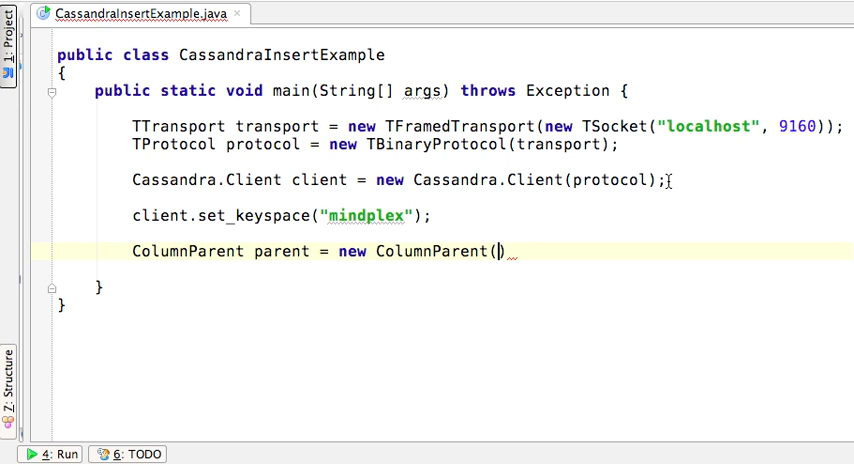 CassandraInsertExample.java
1: Project
public class CassandraInsertExample
{
public static void main(String[] args) throws Exception {
TTransport transport = new TFramedTransport(new TSocket("localhost", 9160));
TProtocol protocol = new TBinaryProtocol(transport);
Cassandra.Client client = new Cassandra.Client(protocol);
client.set_keyspace("mindplex");
ColumnParent parent = new ColumnParent()
}
}
Z: Structure
4: Run 6: TODO